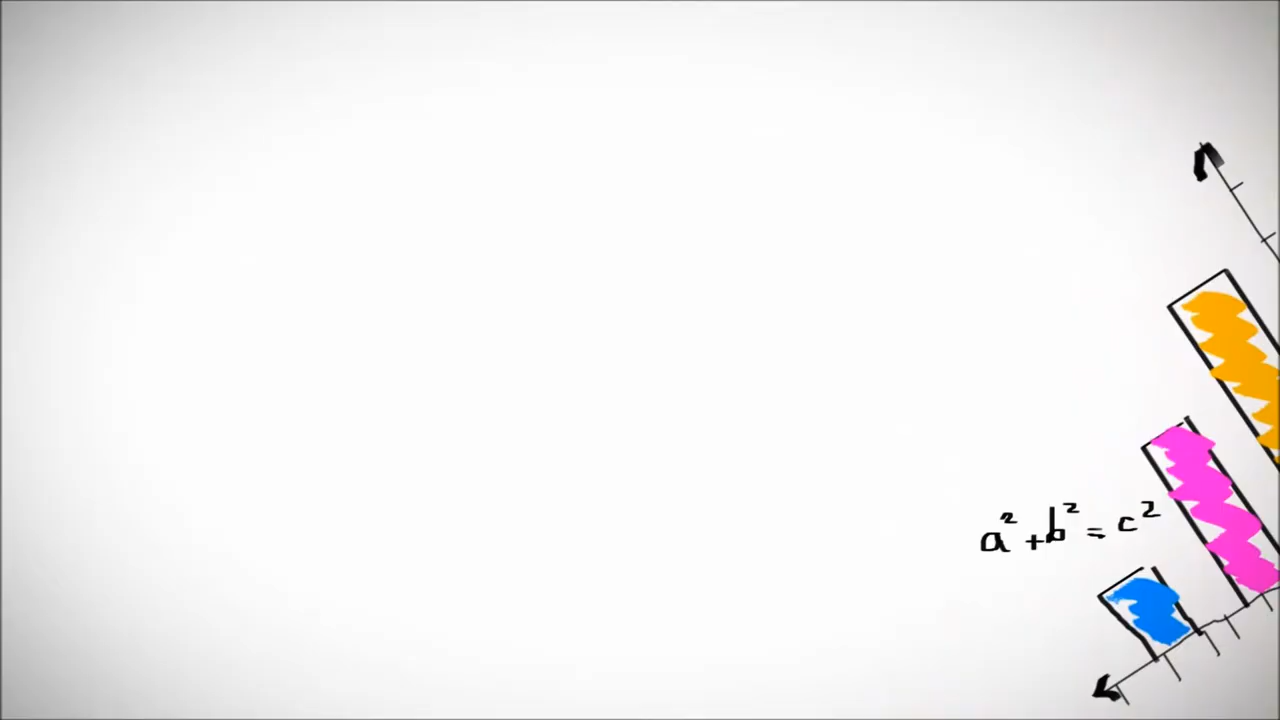 a² + b² = c²